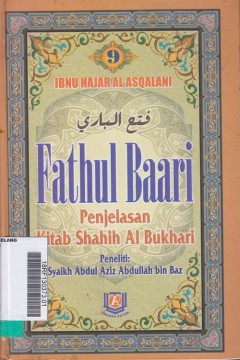 9
IBNU HAJAR AL ASQALANI
فتح الباري
Fathul Baari
Penjelasan
Kitab Shahih Al Bukhari
Peneliti:
Syaikh Abdul Aziz Abdullah bin Baz
ELANG